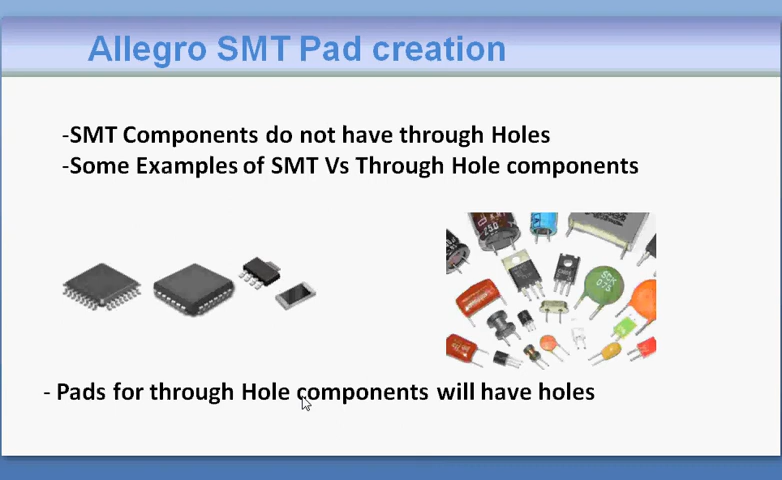 Allegro SMT Pad creation
-SMT Components do not have through Holes
-Some Examples of SMT Vs Through Hole components
- Pads for through Hole components will have holes